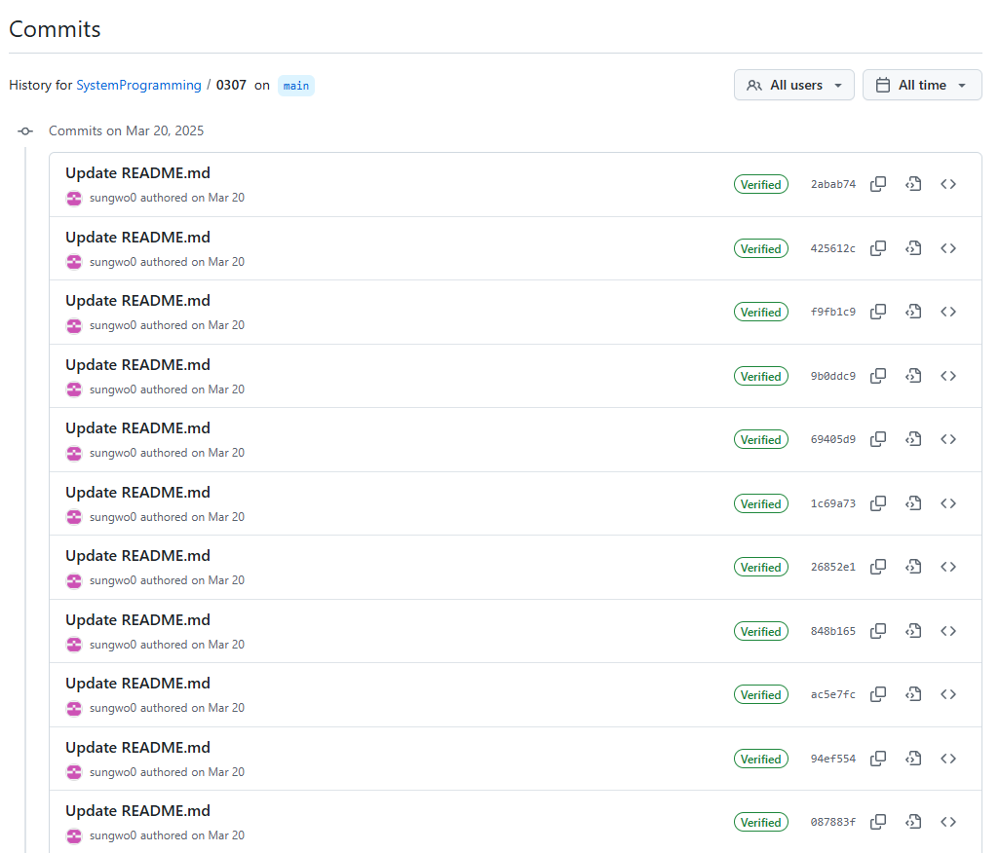 Commits
History for SystemProgramming / 0307 on main
All users
All time
Commits on Mar 20, 2025
Update README.md
sungwo0 authored on Mar 20
Verified
2abab74
Update README.md
sungwo0 authored on Mar 20
Verified
425612c
Update README.md
sungwo0 authored on Mar 20
Verified
f9fb1c9
Update README.md
sungwo0 authored on Mar 20
Verified
9b0ddc9
Update README.md
sungwo0 authored on Mar 20
Verified
69405d9
Update README.md
sungwo0 authored on Mar 20
Verified
1c69a73
Update README.md
sungwo0 authored on Mar 20
Verified
26852e1
Update README.md
sungwo0 authored on Mar 20
Verified
848b165
Update README.md
sungwo0 authored on Mar 20
Verified
ac5e7fc
Update README.md
sungwo0 authored on Mar 20
Verified
94ef554
Update README.md
sungwo0 authored on Mar 20
Verified
087883f